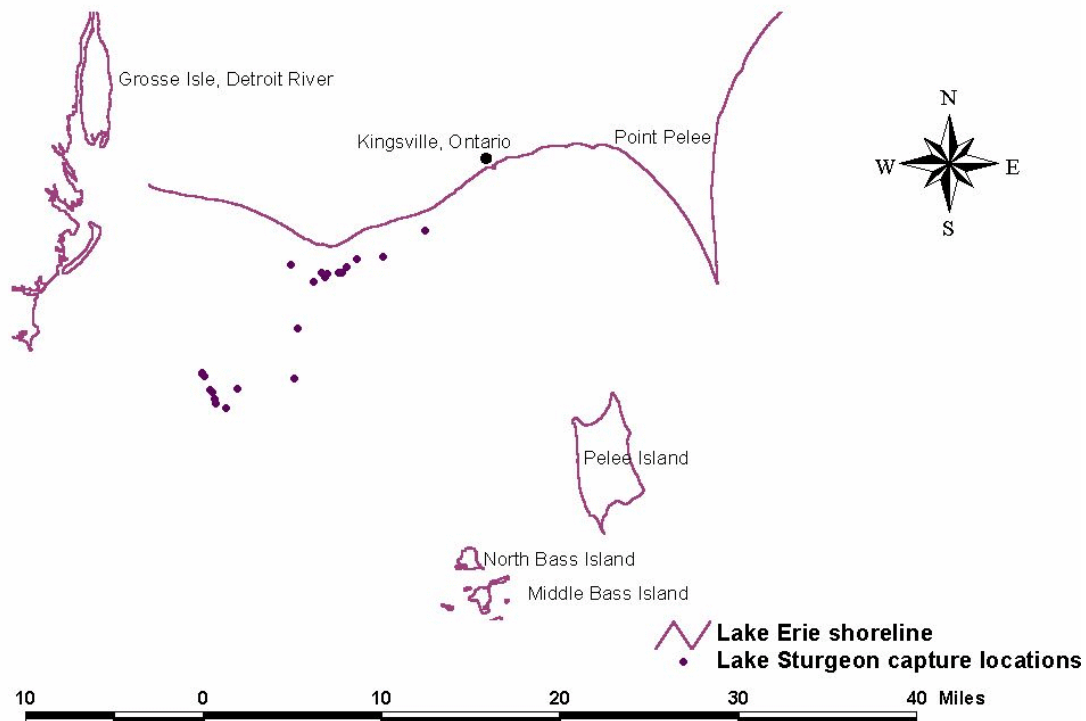 Grosse Isle, Detroit River
Kingsville, Ontario
Point Pelee
N
W
E
S
Pelee Island
North Bass Island
Middle Bass Island
Lake Erie shoreline
Lake Sturgeon capture locations
10 0 10 20 30 40 Miles